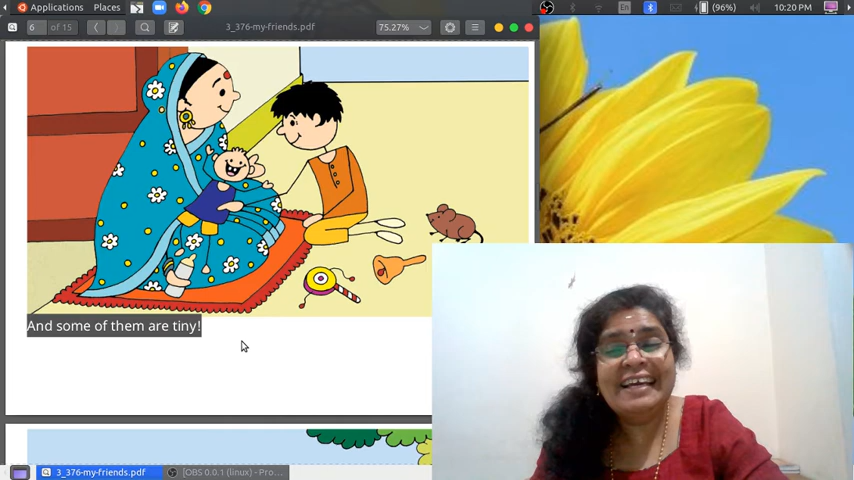 Applications Places En (96%) 10:20 PM
6 of 15 3_376-my-friends.pdf 75.27%
And some of them are tiny!
3_376-my-friends.pdf [OBS 0.0.1 (linux) - Pro...